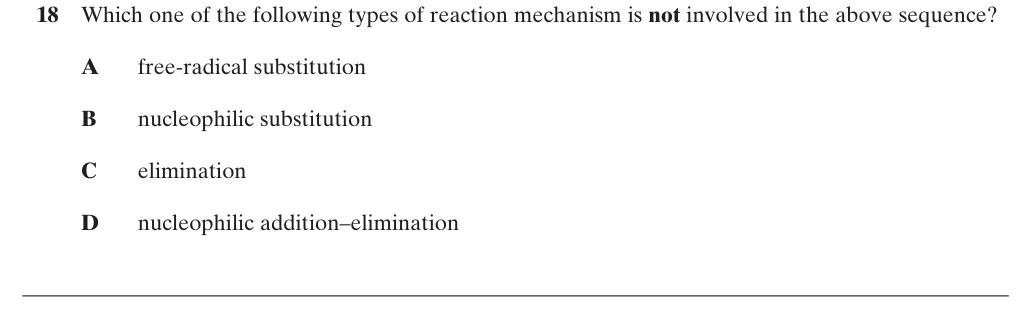 18 Which one of the following types of reaction mechanism is not involved in the above sequence?
A free-radical substitution
B nucleophilic substitution
C elimination
D nucleophilic addition–elimination